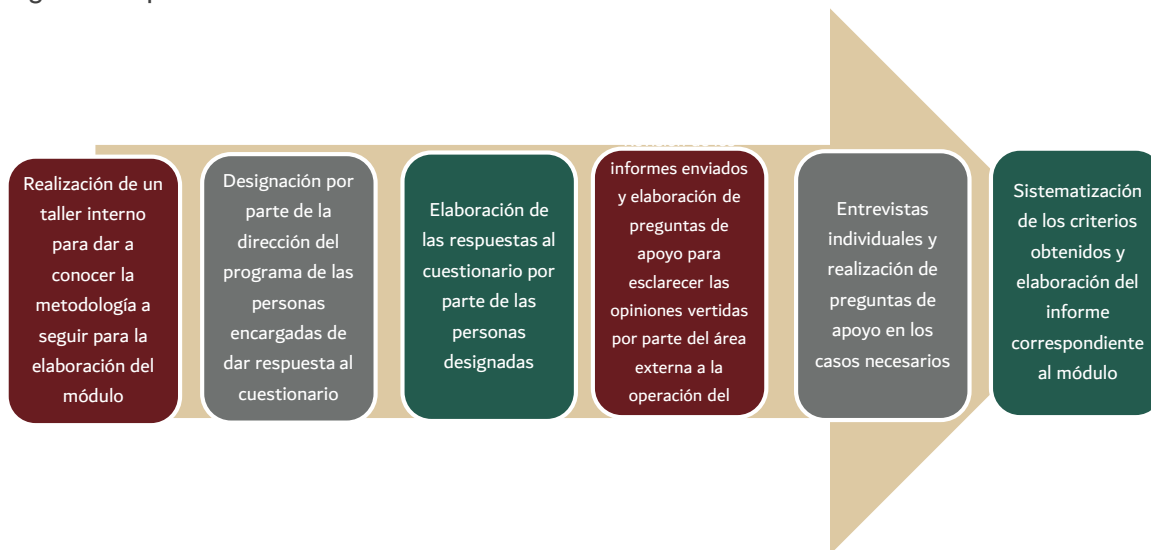 Realización de un
taller interno
para dar a
conocer la
metodología a
seguir para la
elaboración del
módulo
Designación por
parte de la
dirección del
programa de las
personas
encargadas de
dar respuesta al
cuestionario
Elaboración de
las respuestas al
cuestionario por
parte de las
personas
designadas
informes enviados
y elaboración de
preguntas de
apoyo para
esclarecer las
opiniones vertidas
por parte del área
externa a la
operación del
Entrevistas
individuales y
realización de
preguntas de
apoyo en los
casos necesarios
Sistematización
de los criterios
obtenidos y
elaboración del
informe
correspondiente
al módulo